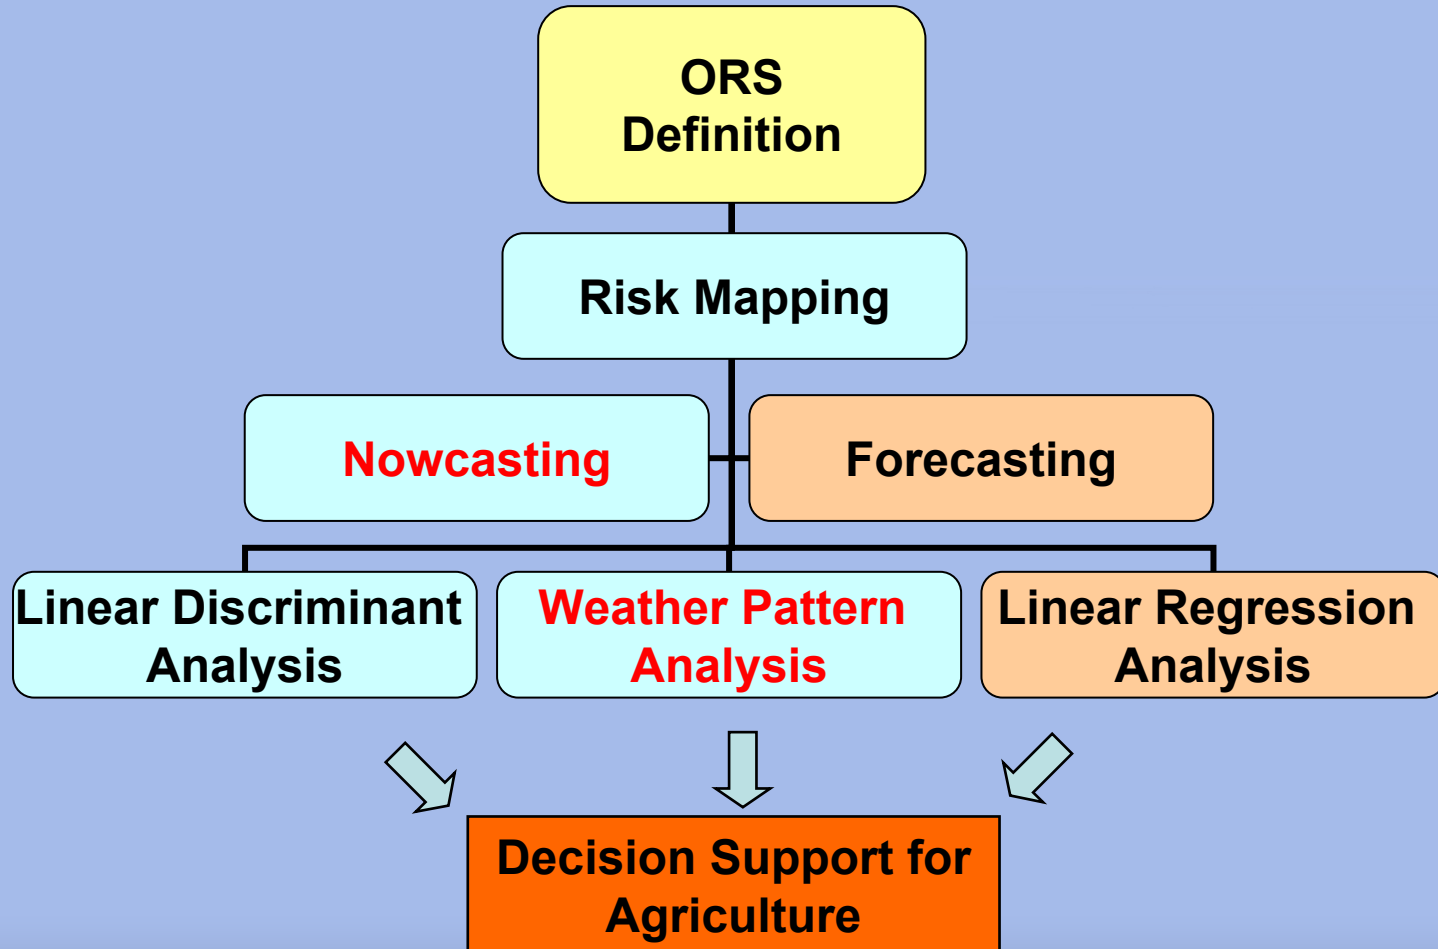 ORS
Definition
Risk Mapping
Nowcasting
Forecasting
Linear Discriminant
Analysis
Weather Pattern
Analysis
Linear Regression
Analysis
Decision Support for
Agriculture